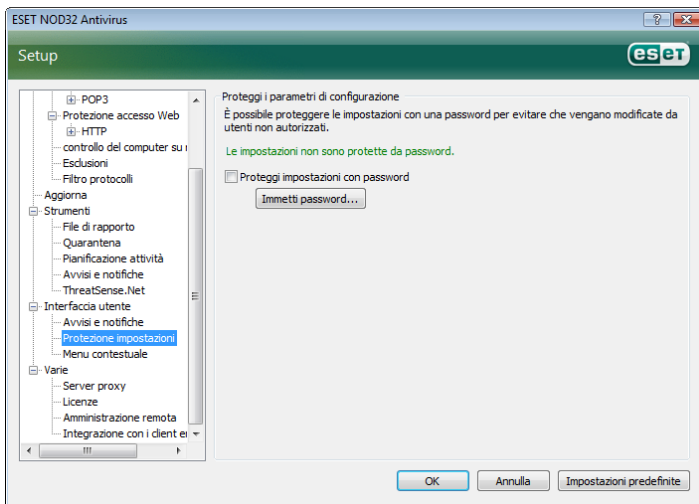 ESET NOD32 Antivirus
Setup
eset
POP3
Protezione accesso Web
HTTP
controllo del computer su
Esclusioni
Filtro protocolli
Aggiorna
Strumenti
File di rapporto
Quarantena
Pianificazione attività
Avvisi e notifiche
ThreatSense.Net
Interfaccia utente
Avvisi e notifiche
Protezione impostazioni
Menu contestuale
Varie
Server proxy
Licenze
Amministrazione remota
Integrazione con i client
Proteggi i parametri di configurazione
È possibile proteggere le impostazioni con una password per evitare che vengano modificate da
utenti non autorizzati.
Le impostazioni non sono protette da password.
Proteggi impostazioni con password
Immetti password...
OK
Annulla
Impostazioni predefinite